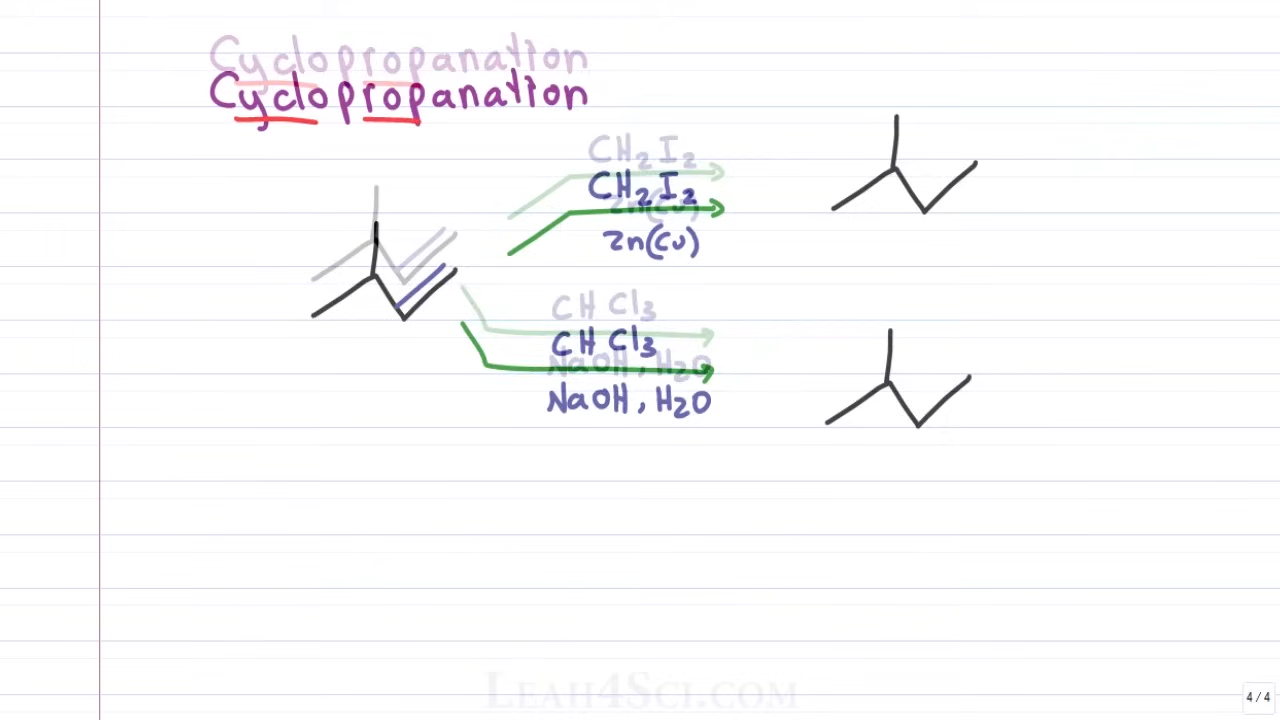 Cyclopropanation
CH2I2
Zn(Cu)
CHCl3
NaOH, H2O
LEAH4SCI.COM
4/4